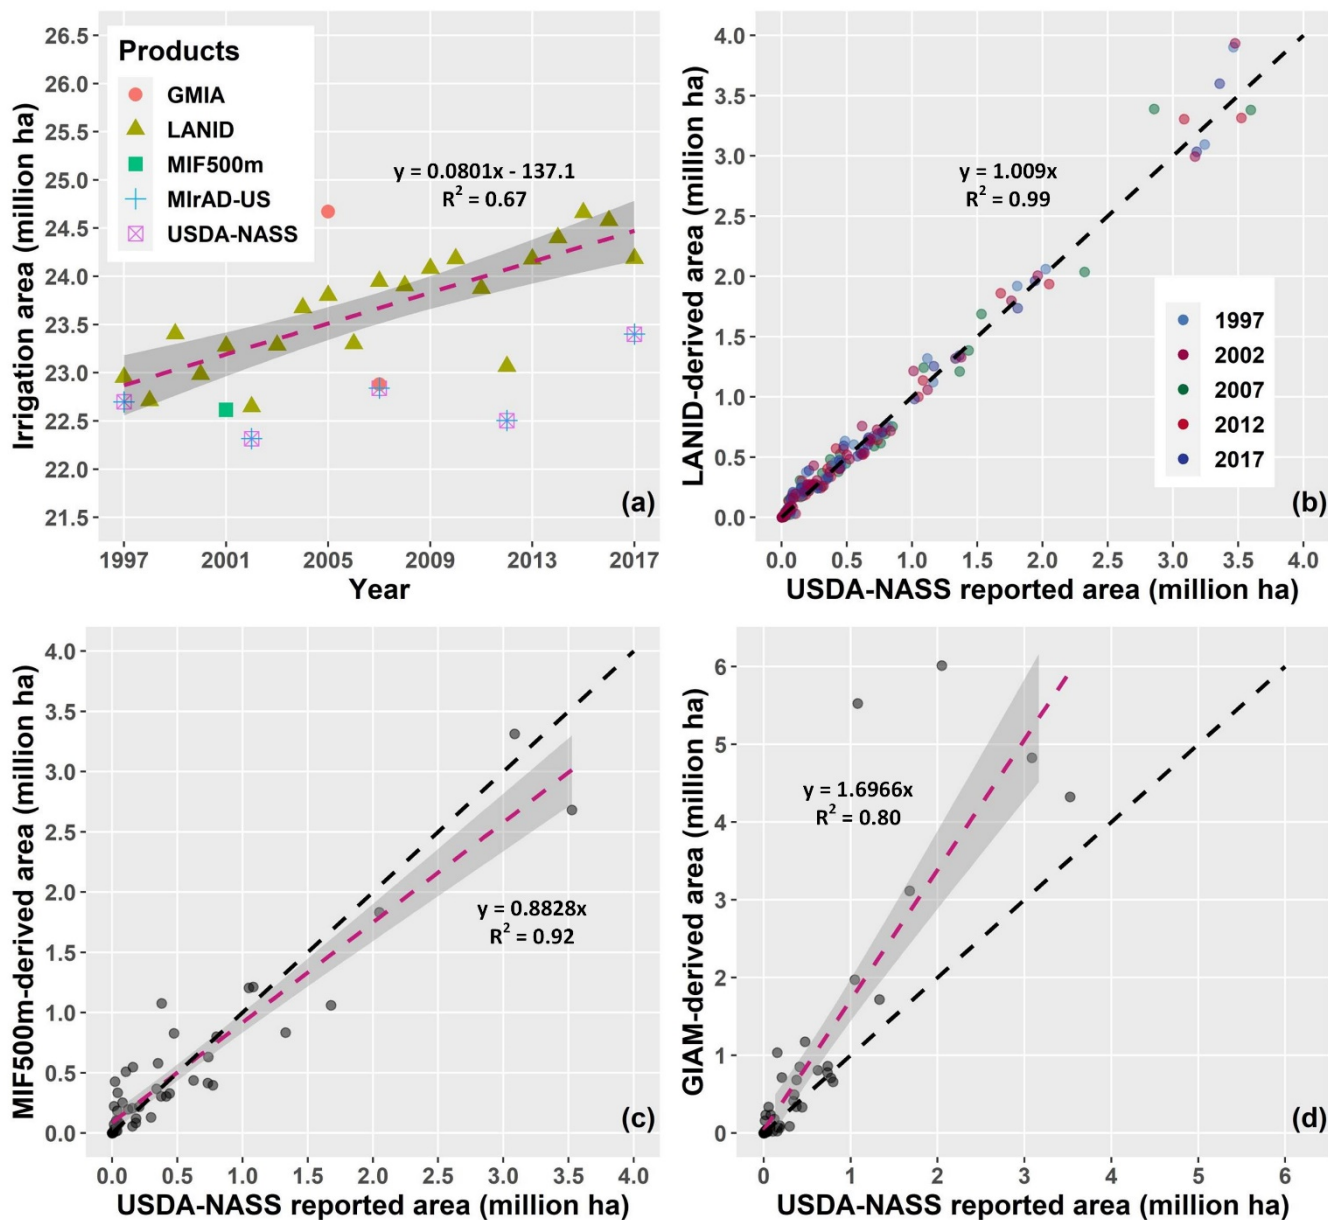 Irrigation area (million ha)
26.5
26.0
25.5
25.0
24.5
24.0
23.5
23.0
22.5
22.0
21.5
Products
GMIA
LANID
MIF500m
MIrAD-US
USDA-NASS
y = 0.0801x - 137.1
R² = 0.67
(a)
1997 2001 2005 2009 2013 2017
Year
LANID-derived area (million ha)
4.0
3.5
3.0
2.5
2.0
1.5
1.0
0.5
0.0
y = 1.009x
R² = 0.99
1997
2002
2007
2012
2017
(b)
0.0 0.5 1.0 1.5 2.0 2.5 3.0 3.5 4.0
USDA-NASS reported area (million ha)
MIF500m-derived area (million ha)
4.0
3.5
3.0
2.5
2.0
1.5
1.0
0.5
0.0
y = 0.8828x
R² = 0.92
(c)
0.0 0.5 1.0 1.5 2.0 2.5 3.0 3.5 4.0
USDA-NASS reported area (million ha)
GIAM-derived area (million ha)
6
5
4
3
2
1
0
y = 1.6966x
R² = 0.80
(d)
0 1 2 3 4 5 6
USDA-NASS reported area (million ha)